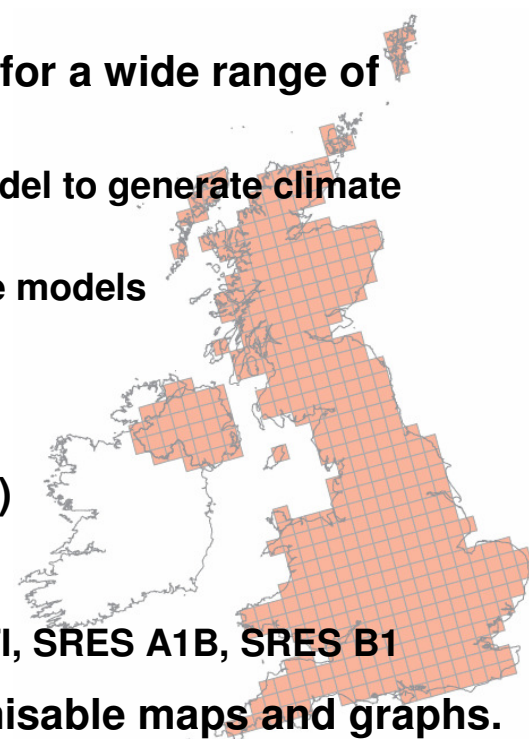 for a wide range of
del to generate climate
e models
)
I, SRES A1B, SRES B1
nisable maps and graphs.